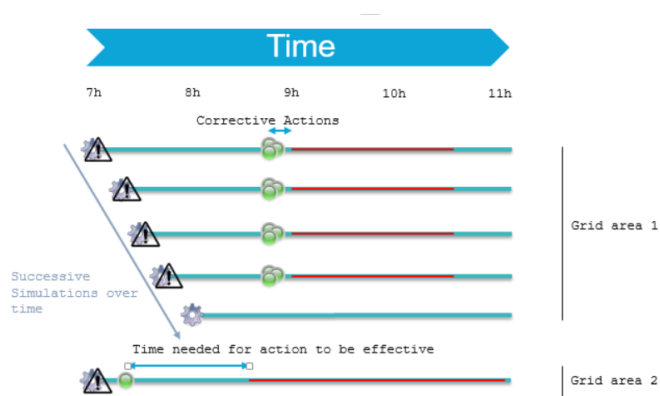 Time
7h 8h 9h 10h 11h
Corrective Actions
Grid area 1
Successive
Simulations over
time
Time needed for action to be effective
Grid area 2